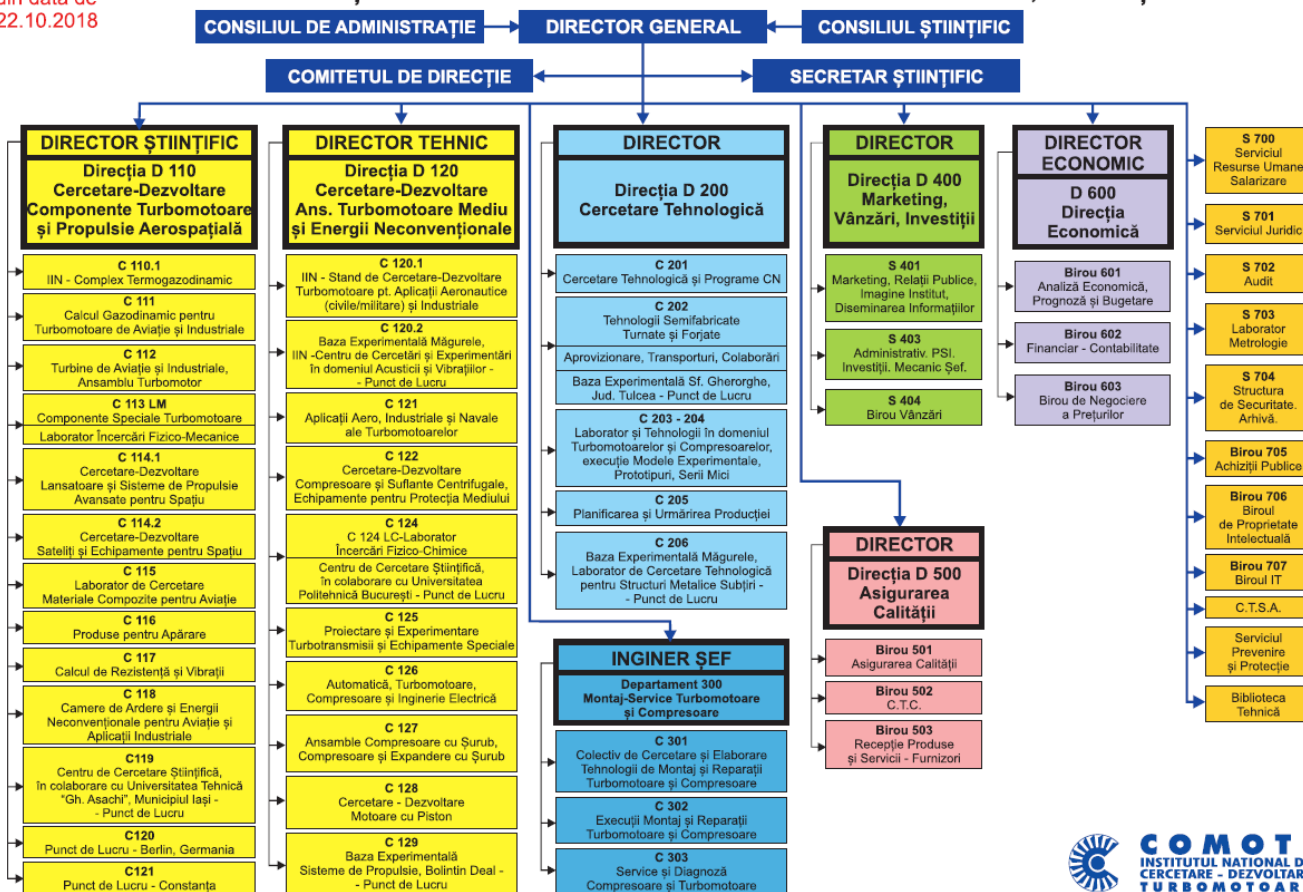 din data de
22.10.2018
CONSILIUL DE ADMINISTRAȚIE
DIRECTOR GENERAL
CONSILIUL ȘTIINȚIFIC
COMITETUL DE DIRECȚIE
SECRETAR ȘTIINȚIFIC
DIRECTOR ȘTIINȚIFIC
Direcția D 110
Cercetare-Dezvoltare
Componente Turbomotoare
și Propulsie Aerospațială
C 110.1
IIN - Complex Termogazodinamic
C 111
Calcul Gazodinamic pentru
Turbomotoare de Aviație și Industriale
C 112
Turbine de Aviație și Industriale,
Ansamblu Turbomotor
C 113 LM
Componente Speciale Turbomotoare
Laborator Încercări Fizico-Mecanice
C 114.1
Cercetare-Dezvoltare
Lansatoare și Sisteme de Propulsie
Avansate pentru Spațiu
C 114.2
Cercetare-Dezvoltare
Sateliți și Echipamente pentru Spațiu
C 115
Laborator de Cercetare
Materiale Compozite pentru Aviație
C 116
Produse pentru Apărare
C 117
Calcul de Rezistență și Vibrații
C 118
Camere de Ardere și Energii
Neconvenționale pentru Aviație și
Aplicații Industriale
C119
Centru de Cercetare Științifică,
în colaborare cu Universitatea Tehnică
"Gh. Asachi", Municipiul Iași -
- Punct de Lucru
C120
Punct de Lucru - Berlin, Germania
C121
Punct de Lucru - Constanța
DIRECTOR TEHNIC
Direcția D 120
Cercetare-Dezvoltare
Ans. Turbomotoare Mediu
și Energii Neconvenționale
C 120.1
IIN - Stand de Cercetare-Dezvoltare
Turbomotoare pt. Aplicații Aeronautice
(civile/militare) și Industriale
C 120.2
Baza Experimentală Măgurele,
IIN -Centru de Cercetări și Experimentări
în domeniul Acusticii și Vibrațiilor -
- Punct de Lucru
C 121
Aplicații Aero, Industriale și Navale
ale Turbomotoarelor
C 122
Cercetare-Dezvoltare
Compresoare și Suflante Centrifugale,
Echipamente pentru Protecția Mediului
C 124
C 124 LC-Laborator
Încercări Fizico-Chimice
Centru de Cercetare Științifică,
în colaborare cu Universitatea
Politehnică București - Punct de Lucru
C 125
Proiectare și Experimentare
Turbotransmisii și Echipamente Speciale
C 126
Automatică, Turbomotoare,
Compresoare și Inginerie Electrică
C 127
Ansamble Compresoare cu Șurub,
Compresoare și Expandere cu Șurub
C 128
Cercetare - Dezvoltare
Motoare cu Piston
C 129
Baza Experimentală
Sisteme de Propulsie, Bolintin Deal -
- Punct de Lucru
DIRECTOR
Direcția D 200
Cercetare Tehnologică
C 201
Cercetare Tehnologică și Programe CN
C 202
Tehnologii Semifabricate
Turnate și Forjate
Aprovizionare, Transporturi, Colaborări
Baza Experimentală Sf. Gherorghe,
Jud. Tulcea - Punct de Lucru
C 203 - 204
Laborator și Tehnologii în domeniul
Turbomotoarelor și Compresoarelor,
execuție Modele Experimentale,
Prototipuri, Serii Mici
C 205
Planificarea și Urmărirea Producției
C 206
Baza Experimentală Măgurele,
Laborator de Cercetare Tehnologică
pentru Structuri Metalice Subțiri -
- Punct de Lucru
INGINER ȘEF
Departament 300
Montaj-Service Turbomotoare
și Compresoare
C 301
Colectiv de Cercetare și Elaborare
Tehnologii de Montaj și Reparații
Turbomotoare și Compresoare
C 302
Execuții Montaj și Reparații
Turbomotoare și Compresoare
C 303
Service și Diagnoză
Compresoare și Turbomotoare
DIRECTOR
Direcția D 400
Marketing,
Vânzări, Investiții
S 401
Marketing, Relații Publice,
Imagine Institut,
Diseminarea Informațiilor
S 403
Administrativ. PSI.
Investiții. Mecanic Șef.
S 404
Birou Vânzări
DIRECTOR
Direcția D 500
Asigurarea
Calității
Birou 501
Asigurarea Calității
Birou 502
C.T.C.
Birou 503
Recepție Produse
și Servicii - Furnizori
DIRECTOR
ECONOMIC
D 600
Direcția
Economică
Birou 601
Analiză Economică,
Prognoză și Bugetare
Birou 602
Financiar - Contabilitate
Birou 603
Birou de Negociere
a Prețurilor
S 700
Serviciul
Resurse Umane
Salarizare
S 701
Serviciul Juridic
S 702
Audit
S 703
Laborator
Metrologie
S 704
Structura
de Securitate.
Arhivă.
Birou 705
Achiziții Publice
Birou 706
Biroul
de Proprietate
Intelectuală
Birou 707
Biroul IT
C.T.S.A.
Serviciul
Prevenire
și Protecție
Biblioteca
Tehnică
COMOT
INSTITUTUL NATIONAL D
CERCETARE - DEZVOLTAR
TURBOMOTOAR